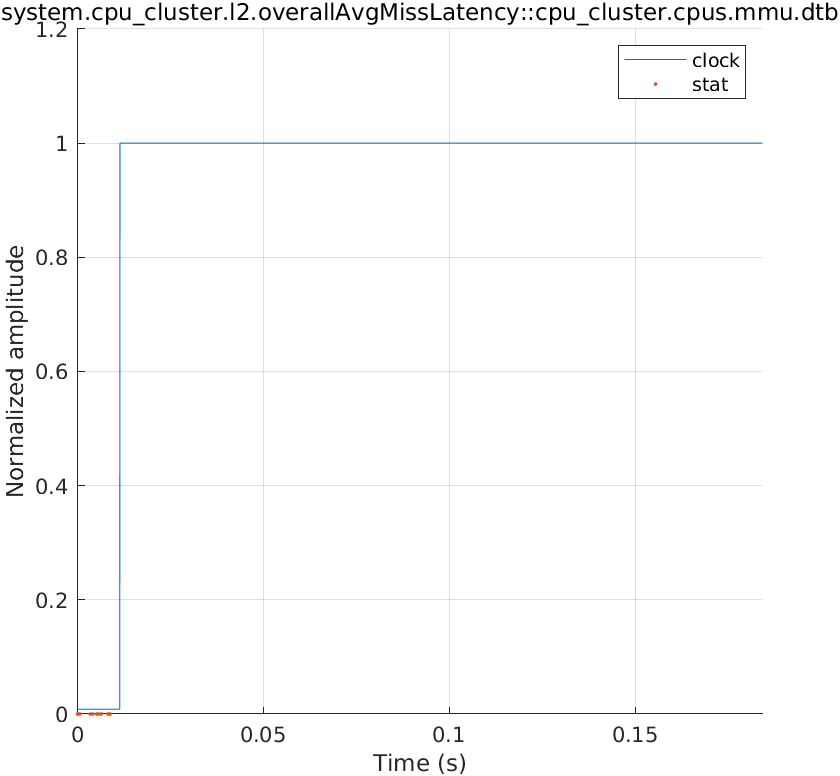 system.cpu_cluster.l2.overallAvgMissLatency::cpu_cluster.cpus.mmu.dtb
1.2
clock
stat
1
0.8
Normalized amplitude
0.6
0.4
0.2
0
0
0.05
0.1
0.15
Time (s)